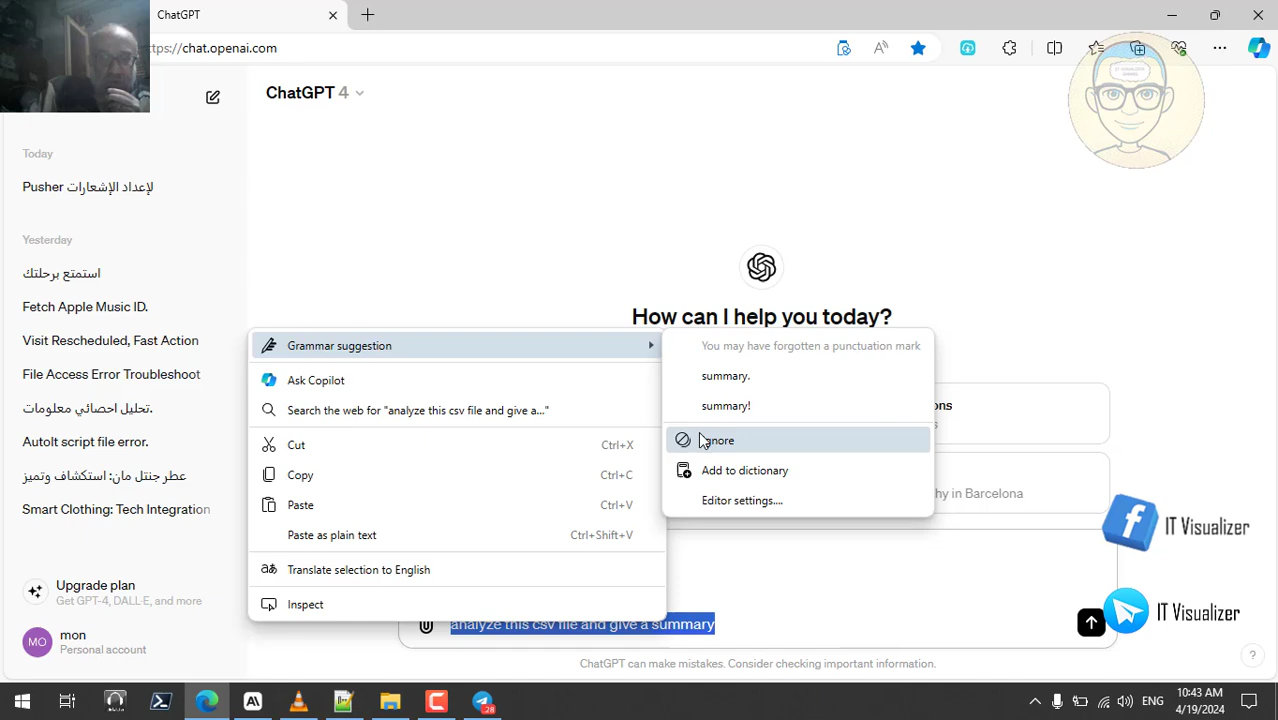 ChatGPT
ttps://chat.openai.com
IT VISUALIZER
ChatGPT 4
Today
Pusher لإعداد الإشعارات
Yesterday
استمتع برحلتك
Fetch Apple Music ID.
Visit Rescheduled, Fast Action
File Access Error Troubleshoot
تحليل احصائي معلومات.
AutoIt script file error.
عطر جنتل مان: استكشاف وتميز
Smart Clothing: Tech Integration
Upgrade plan
Get GPT-4, DALL·E, and more
MO
mon
Personal account
How can I help you today?
Grammar suggestion
Ask Copilot
Search the web for "analyze this csv file and give a..."
Cut Ctrl+X
Copy Ctrl+C
Paste Ctrl+V
Paste as plain text Ctrl+Shift+V
Translate selection to English
Inspect
You may have forgotten a punctuation mark
summary.
summary!
Ignore
Add to dictionary
Editor settings....
ons
s
hy in Barcelona
analyze this csv file and give a summary
ChatGPT can make mistakes. Consider checking important information.
?
IT Visualizer
IT Visualizer
28
ENG
10:43 AM
4/19/2024